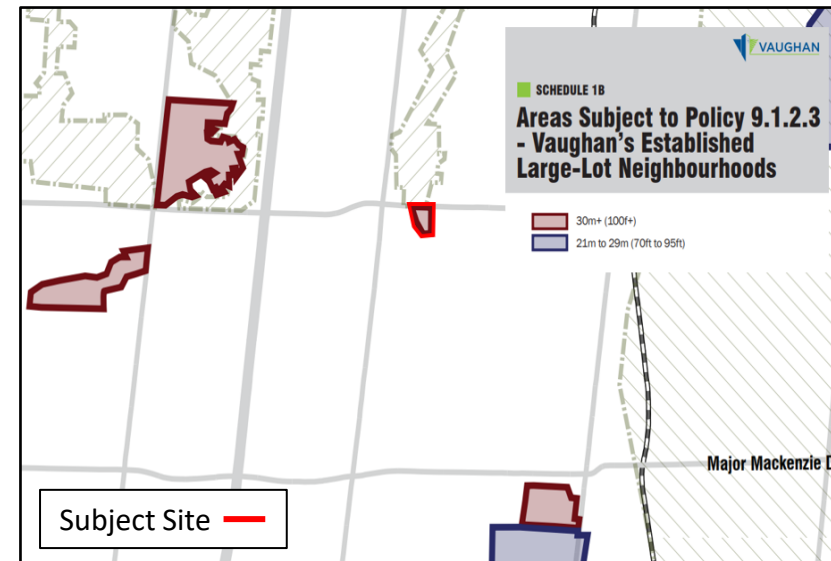 VAUGHAN
SCHEDULE 1B
Areas Subject to Policy 9.1.2.3
- Vaughan's Established
Large-Lot Neighbourhoods
30m+ (100f+)
21m to 29m (70ft to 95ft)
Major Mackenzie D
Subject Site